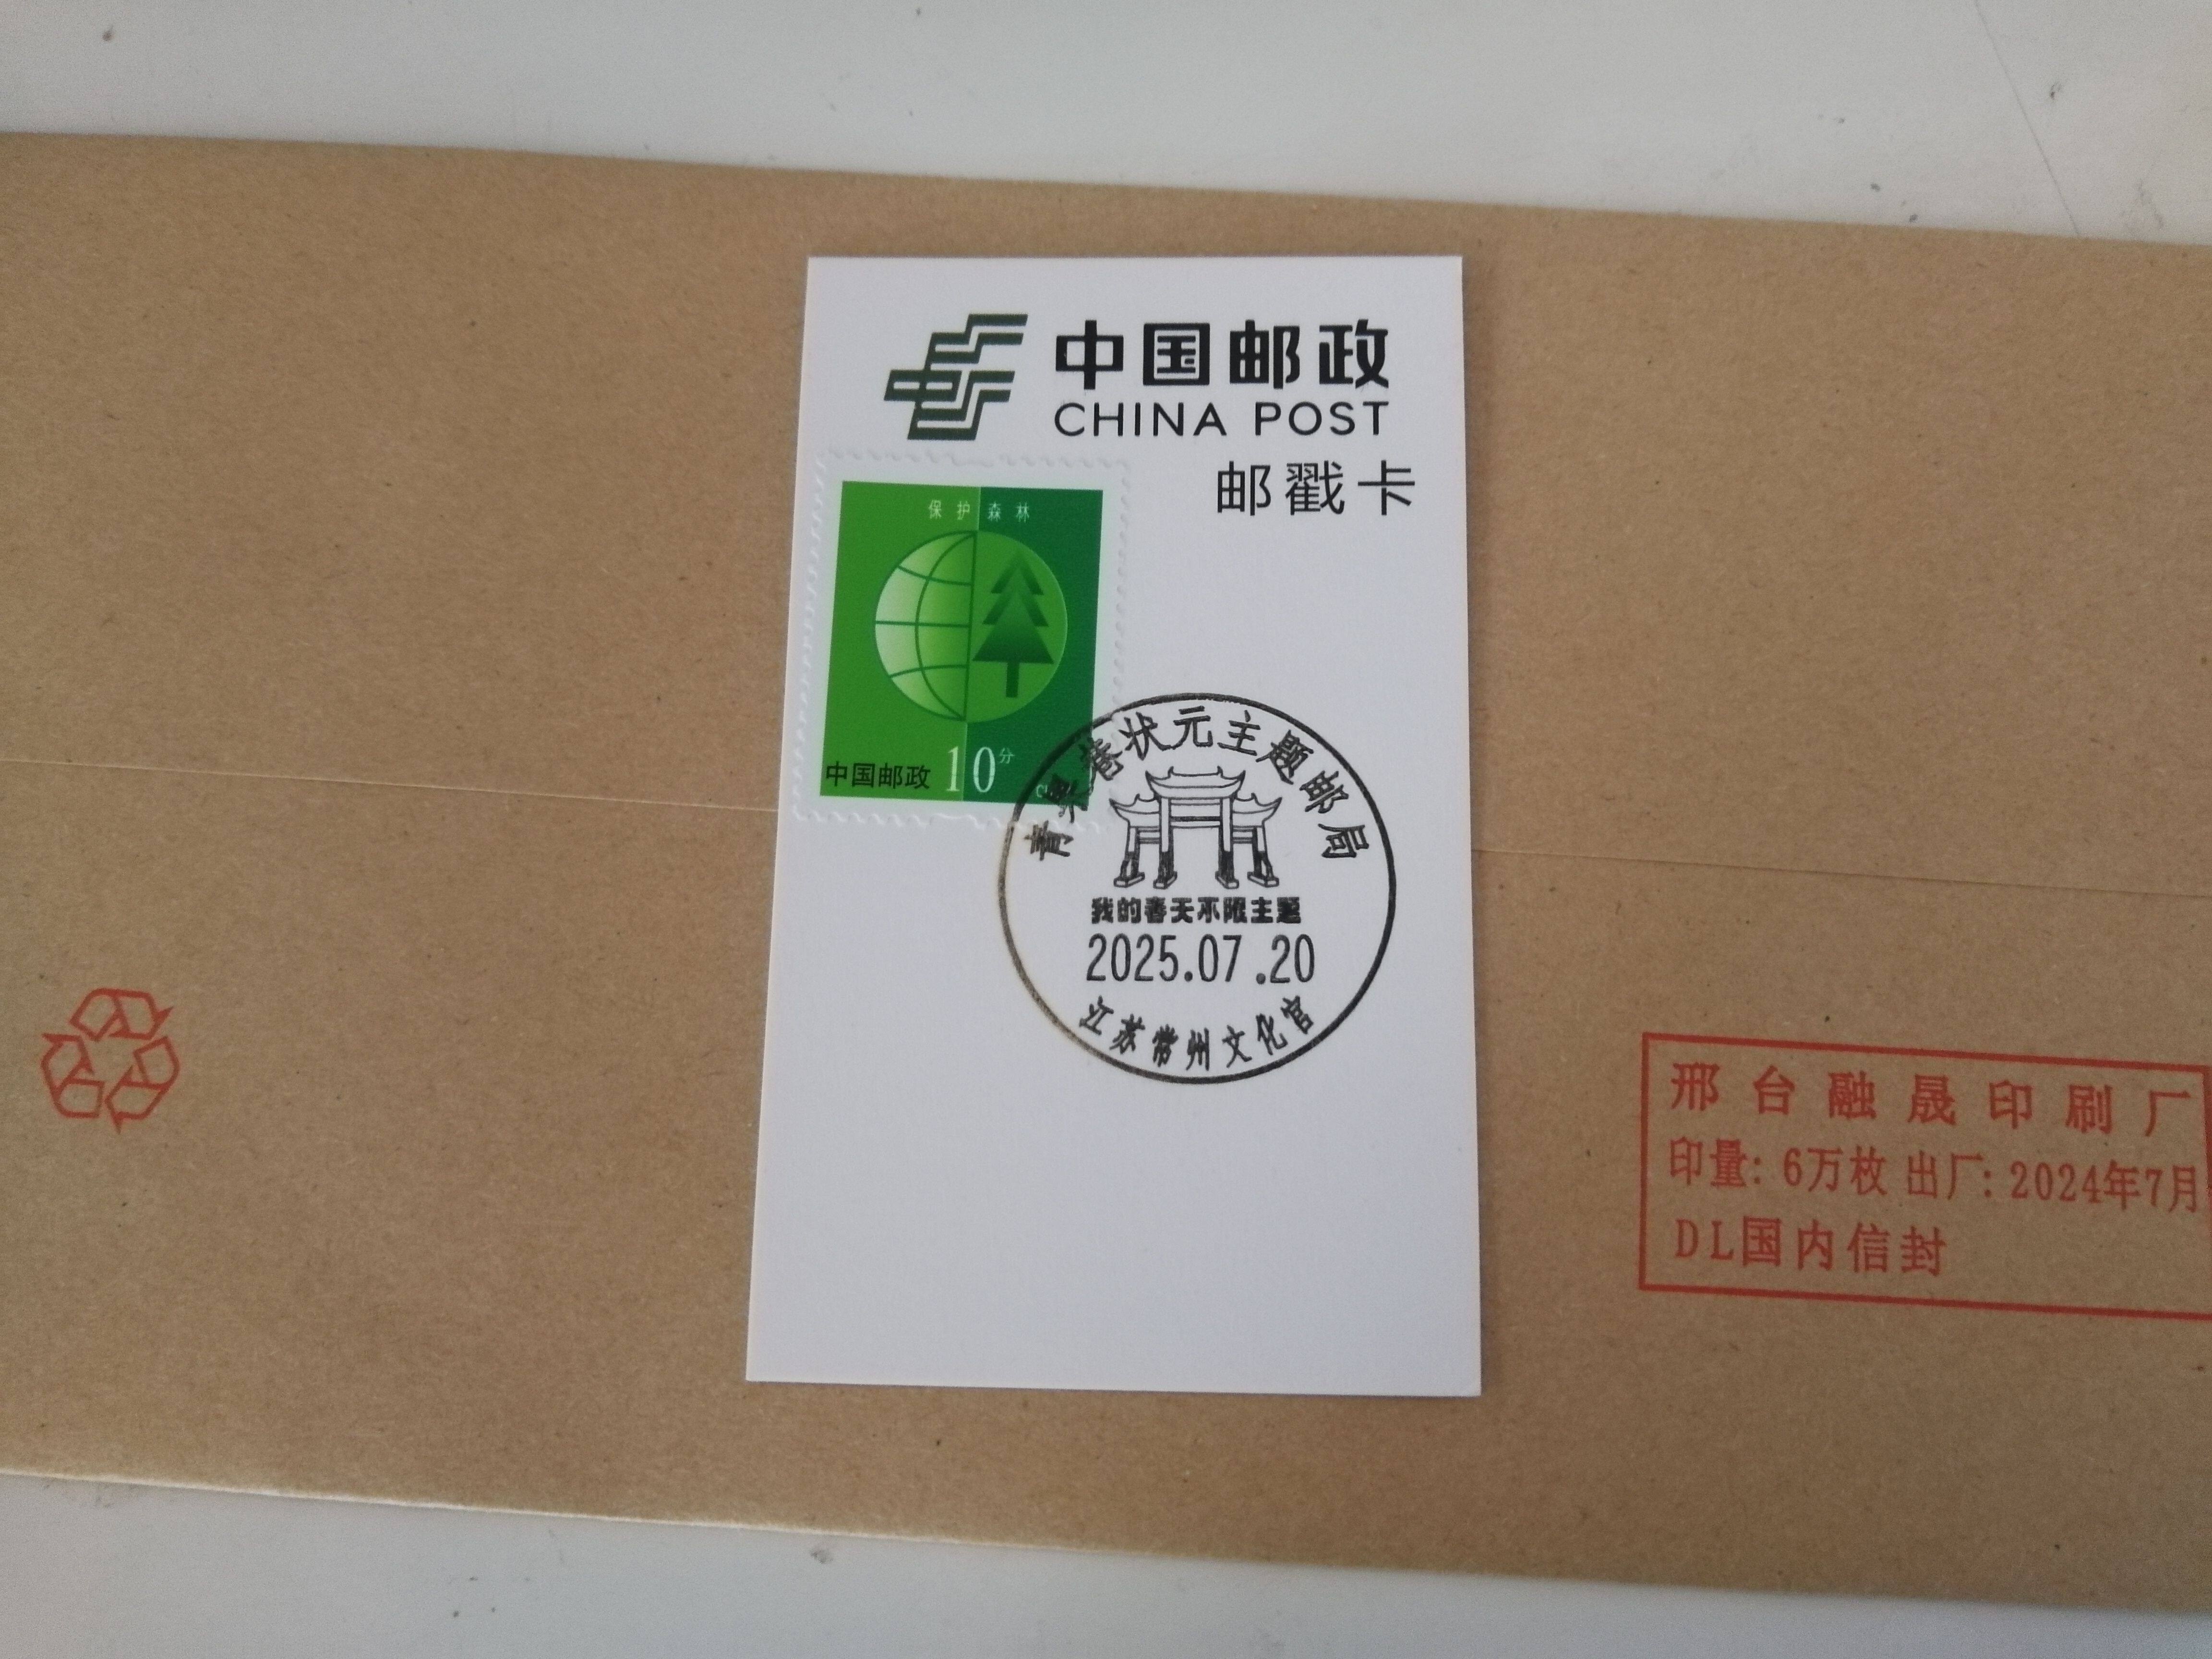 中国邮政
CHINA POST
邮戳卡
保护森林
中国邮政 10分
青果巷状元主题邮局
我的春天不限主题
2025.07.20
江苏常州文化宫
邢台融晟印刷厂
印量: 6万枚 出厂: 2024年7月
DL国内信封